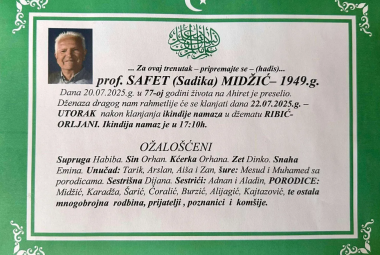 ... Za ovaj trenutak – pripremajte se – (hadis)...
prof. SAFET (Sadika) MIDŽIĆ– 1949.g.
Dana 20.07.2025.g u 77-oj godini života na Ahiret je preselio.
Dženaza dragog nam rahmetlije će se klanjati dana 22.07.2025.g. –
UTORAK nakon klanjanja ikindije namaza u džematu RIBIĆ-
ORLJANI. Ikindija namaz je u 17:10h.
OŽALOŠĆENI
Supruga Habiba. Sin Orhan. Kćerka Orhana. Zet Dinko. Snaha
Emina. Unučad: Tarik, Arslan, Aiša i Zan. šure: Mesud i Muhamed sa
porodicama. Sestrišna Dijana. Sestrići: Adnan i Aladin, PORODICE:
Midžić, Karadža, Šarić, Ćoralić, Burzić, Alijagić, Kajtazović, te ostala
mnogobrojna rodbina, prijatelji , poznanici i komšije.